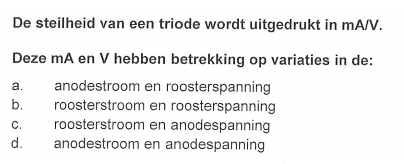 De steilheid van een triode wordt uitgedrukt in mA/V.
Deze mA en V hebben betrekking op variaties in de:
a. anodestroom en roosterspanning
b. roosterstroom en roosterspanning
c. roosterstroom en anodespanning
d. anodestroom en anodespanning